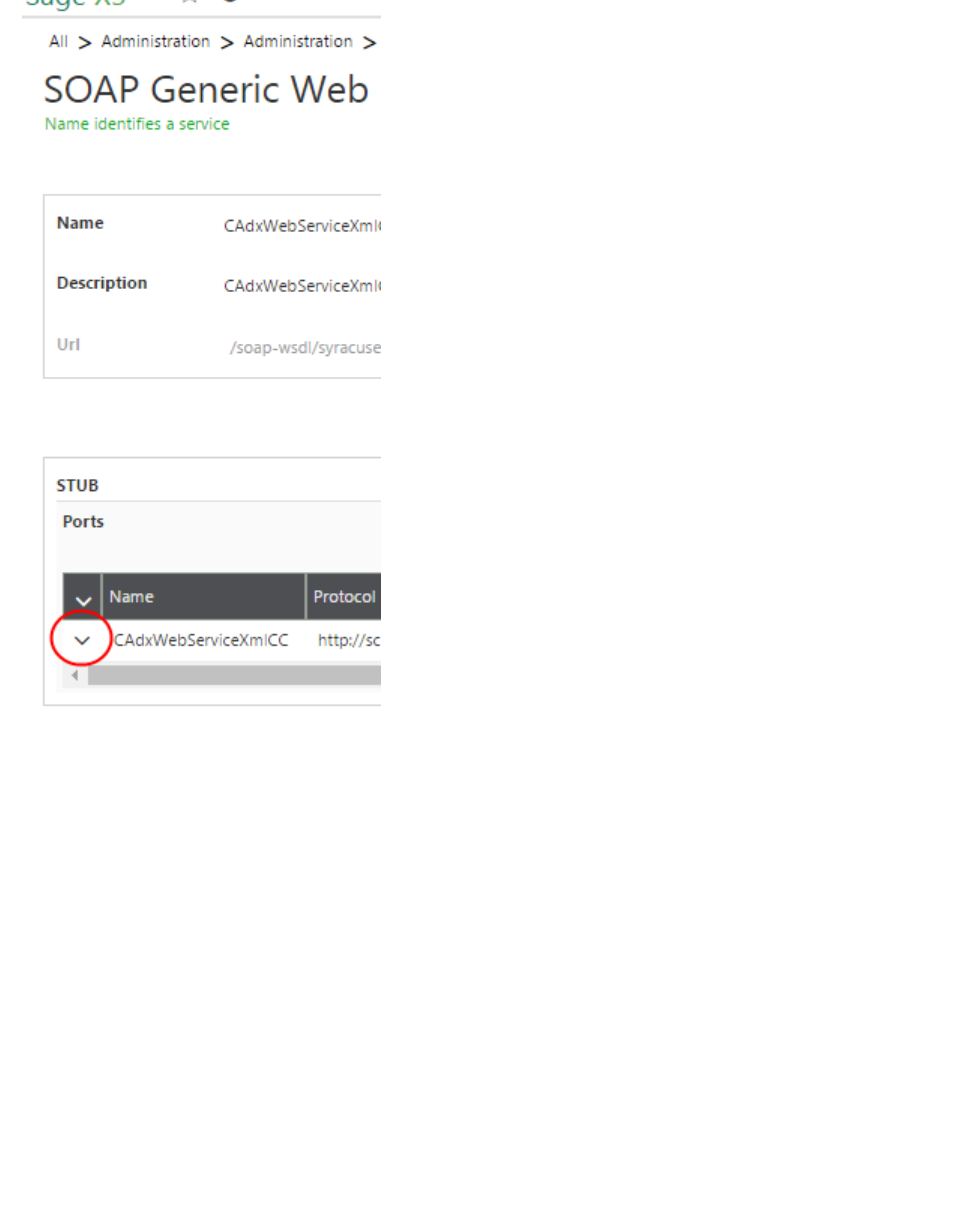 All > Administration > Administration >
SOAP Generic Web
Name identifies a service
Name CAdxWebServiceXml
Description CAdxWebServiceXml
Url /soap-wsdl/syracuse
STUB
Ports
Name Protocol
CAdxWebServiceXmlCC http://sc